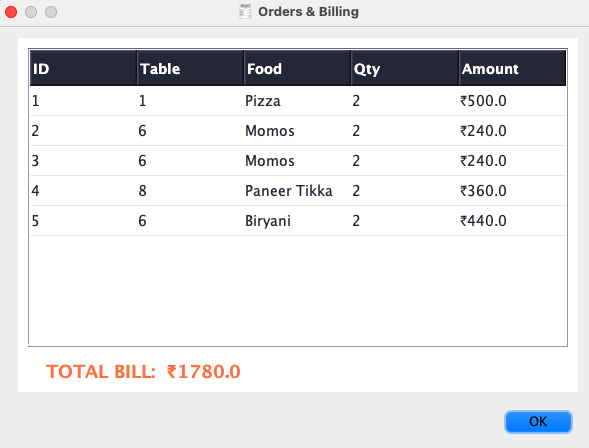 Orders & Billing
ID Table Food Qty Amount
1 1 Pizza 2 ₹500.0
2 6 Momos 2 ₹240.0
3 6 Momos 2 ₹240.0
4 8 Paneer Tikka 2 ₹360.0
5 6 Biryani 2 ₹440.0
TOTAL BILL: ₹1780.0
OK